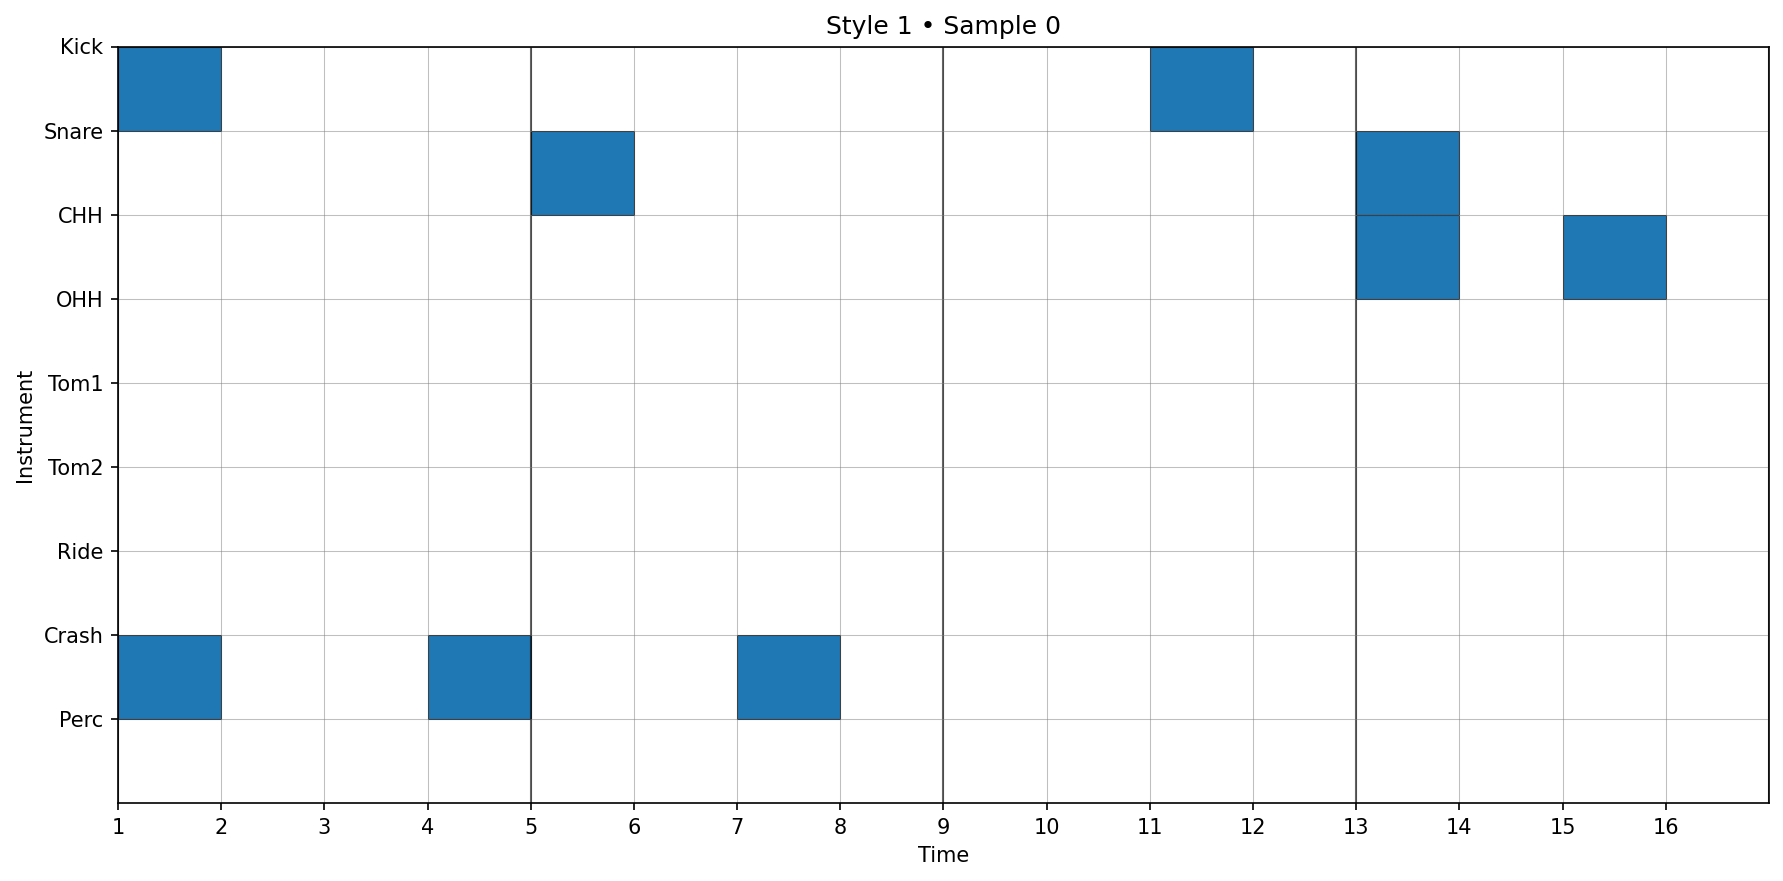 Style 1 • Sample 0
Kick
Snare
CHH
OHH
Tom1
Tom2
Ride
Crash
Perc
Instrument
1 2 3 4 5 6 7 8 9 10 11 12 13 14 15 16
Time